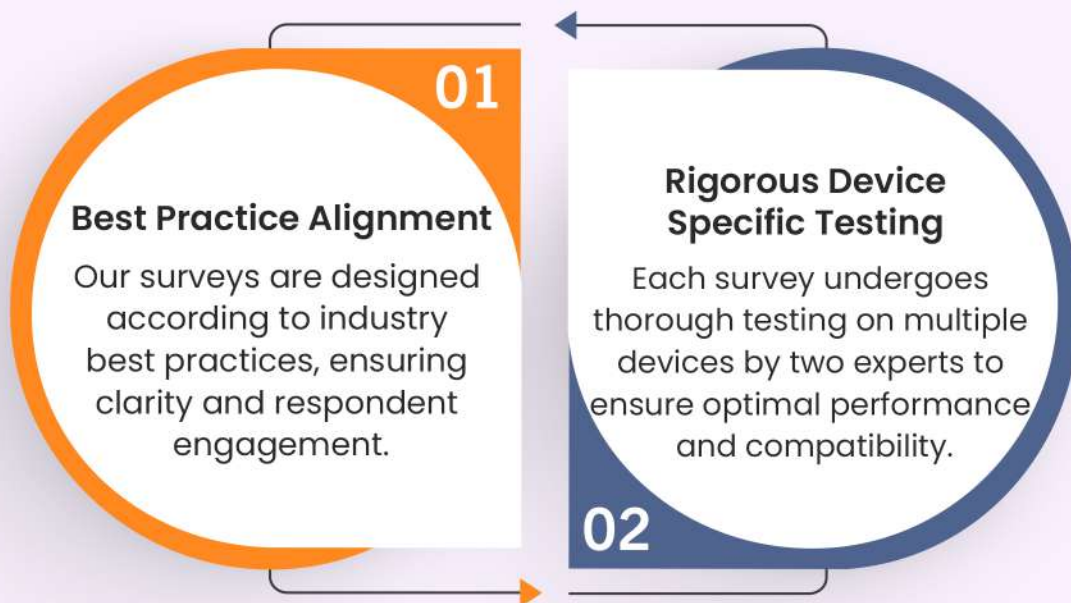 01
Best Practice Alignment
Our surveys are designed
according to industry
best practices, ensuring
clarity and respondent
engagement.
Rigorous Device
Specific Testing
Each survey undergoes
thorough testing on multiple
devices by two experts to
ensure optimal performance
and compatibility.
02